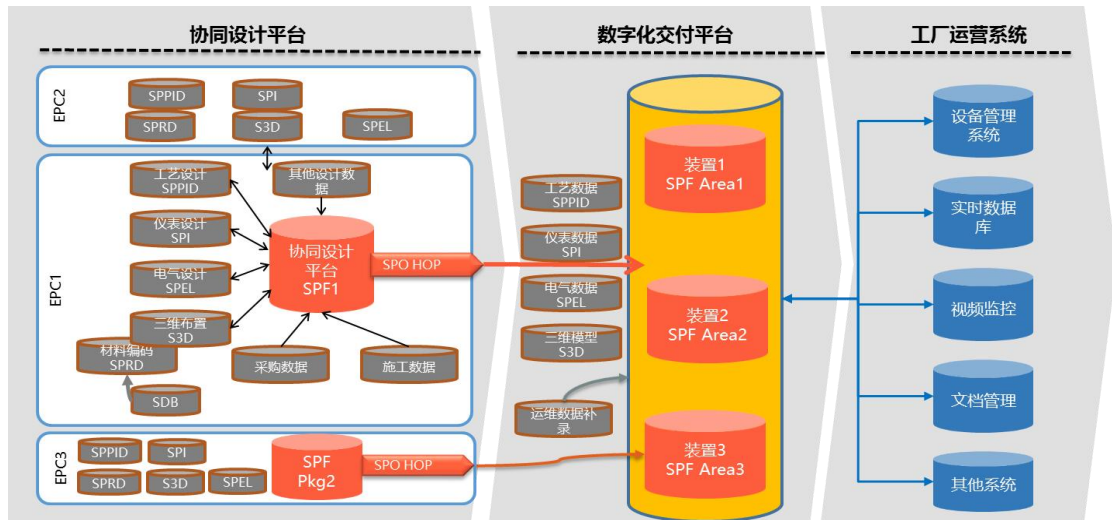 协同设计平台
数字化交付平台
工厂运营系统
EPC2
SPPID
SPI
SPRD
S3D
SPEL
EPC1
工艺设计
SPPID
其他设计数
据
仪表设计
SPI
电气设计
SPEL
三维布置
S3D
材料编码
SPRD
SDB
协同设计
平台
SPF1
SPO HOP
采购数据
施工数据
EPC3
SPPID
SPI
SPRD
S3D
SPEL
SPF
Pkg2
SPO HOP
工艺数据
SPPID
仪表数据
SPI
电气数据
SPEL
三维模型
S3D
运维数据补
录
装置1
SPF Area1
装置2
SPF Area2
装置3
SPF Area3
设备管理
系统
实时数据
库
视频监控
文档管理
其他系统